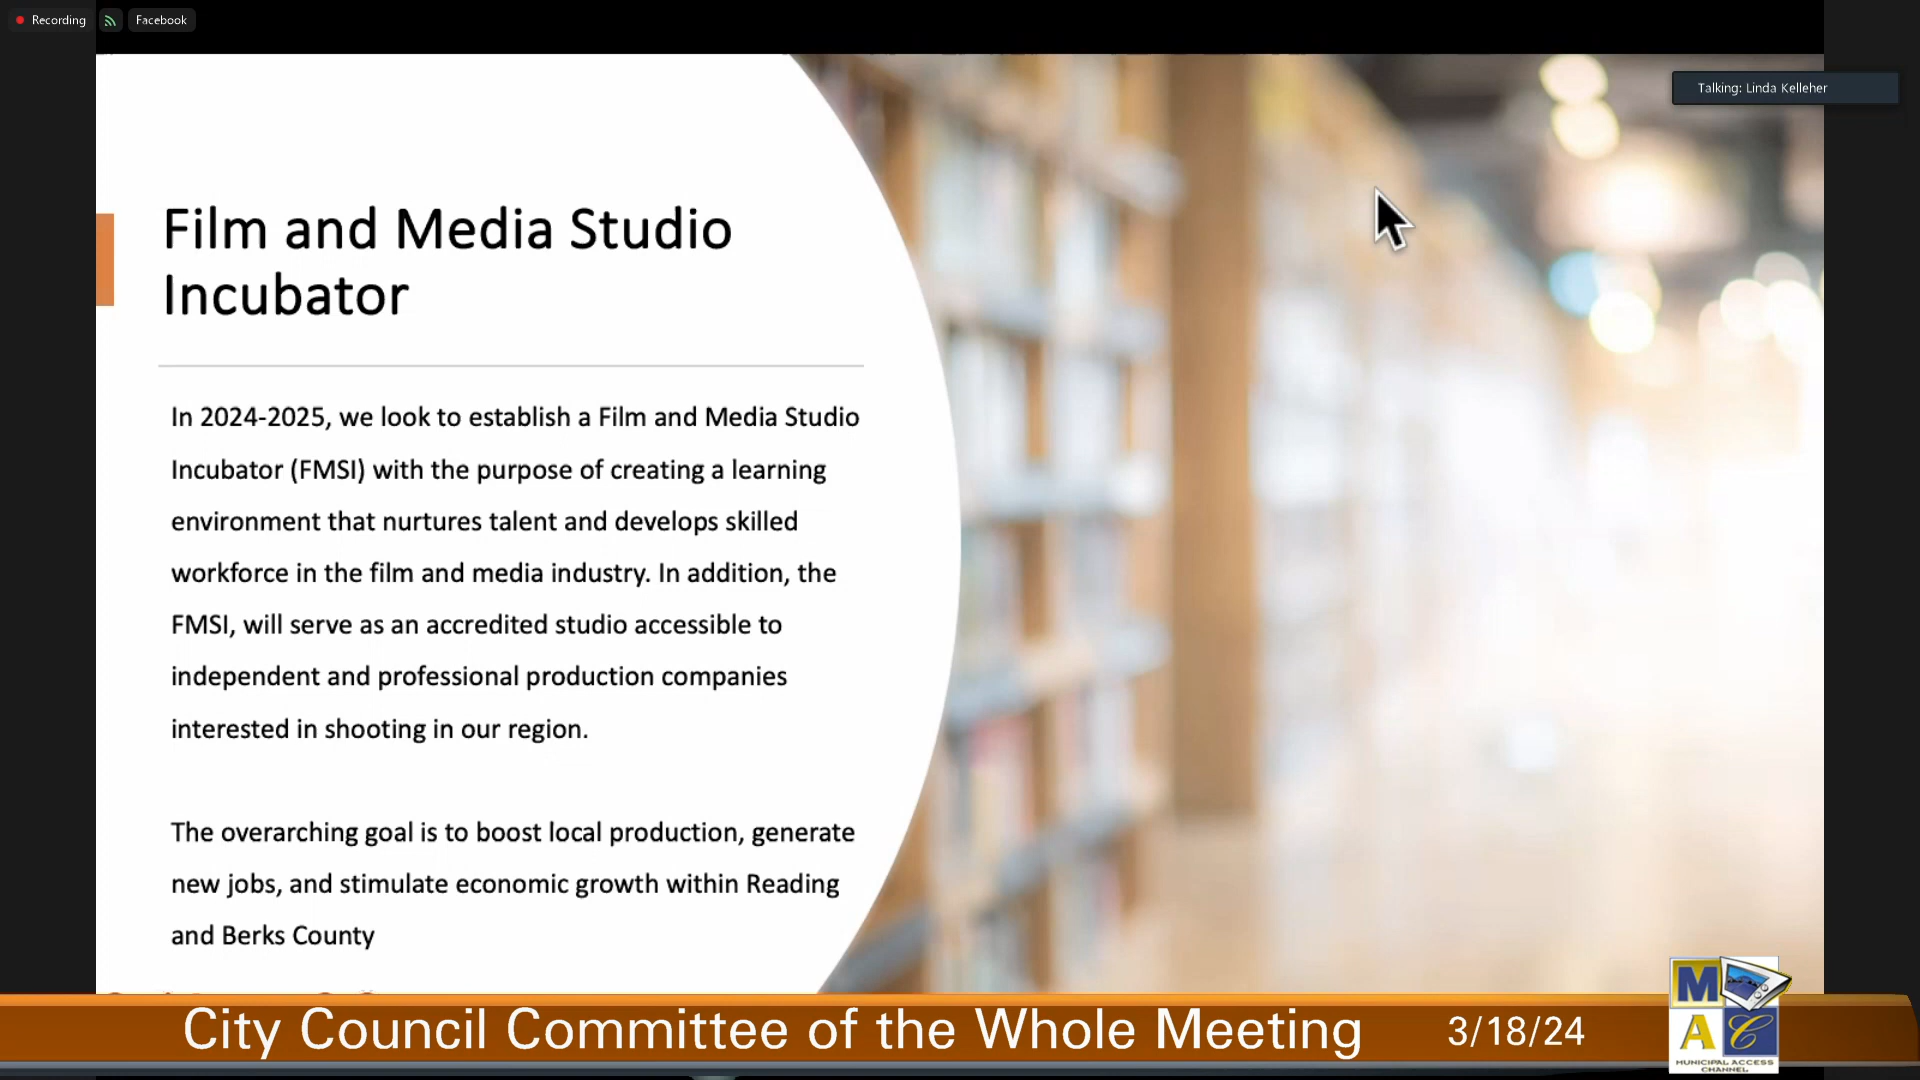 Recording
Facebook
Talking: Linda Kelleher
Film and Media Studio
Incubator
In 2024-2025, we look to establish a Film and Media Studio
Incubator (FMSI) with the purpose of creating a learning
environment that nurtures talent and develops skilled
workforce in the film and media industry. In addition, the
FMSI, will serve as an accredited studio accessible to
independent and professional production companies
interested in shooting in our region.
The overarching goal is to boost local production, generate
new jobs, and stimulate economic growth within Reading
and Berks County
City Council Committee of the Whole Meeting
3/18/24
M
A C
MUNICIPAL ACCESS
CHANNEL